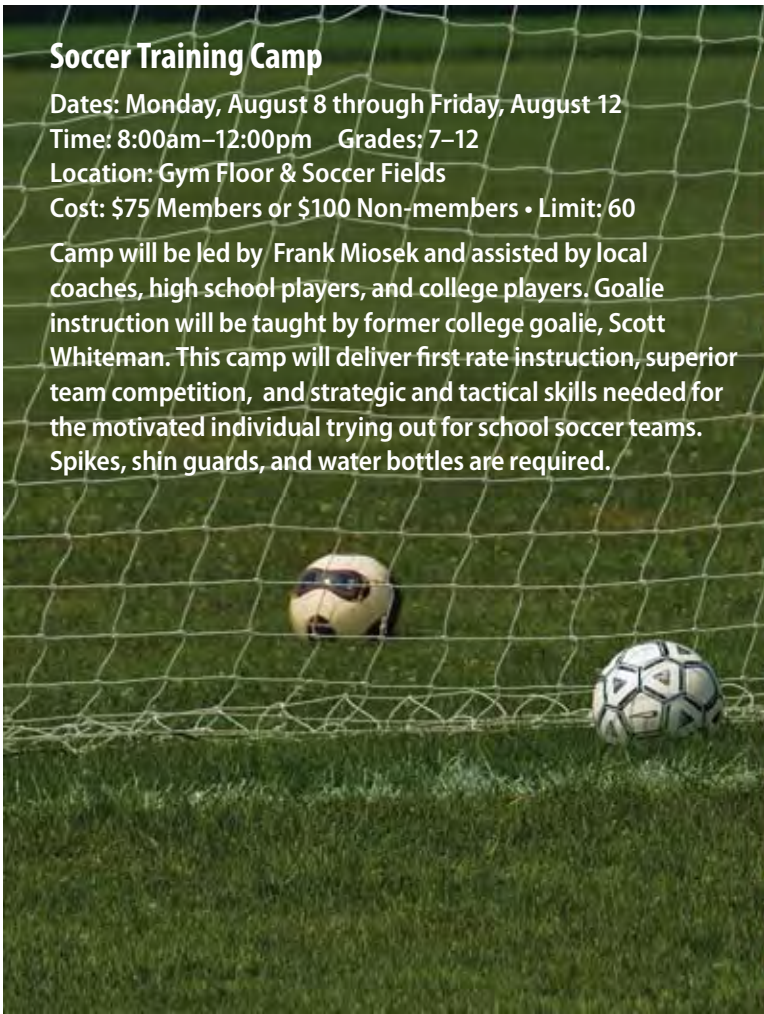 Soccer Training Camp
Dates: Monday, August 8 through Friday, August 12
Time: 8:00am–12:00pm Grades: 7–12
Location: Gym Floor & Soccer Fields
Cost: $75 Members or $100 Non-members • Limit: 60
Camp will be led by Frank Miosek and assisted by local
coaches, high school players, and college players. Goalie
instruction will be taught by former college goalie, Scott
Whiteman. This camp will deliver first rate instruction, superior
team competition, and strategic and tactical skills needed for
the motivated individual trying out for school soccer teams.
Spikes, shin guards, and water bottles are required.